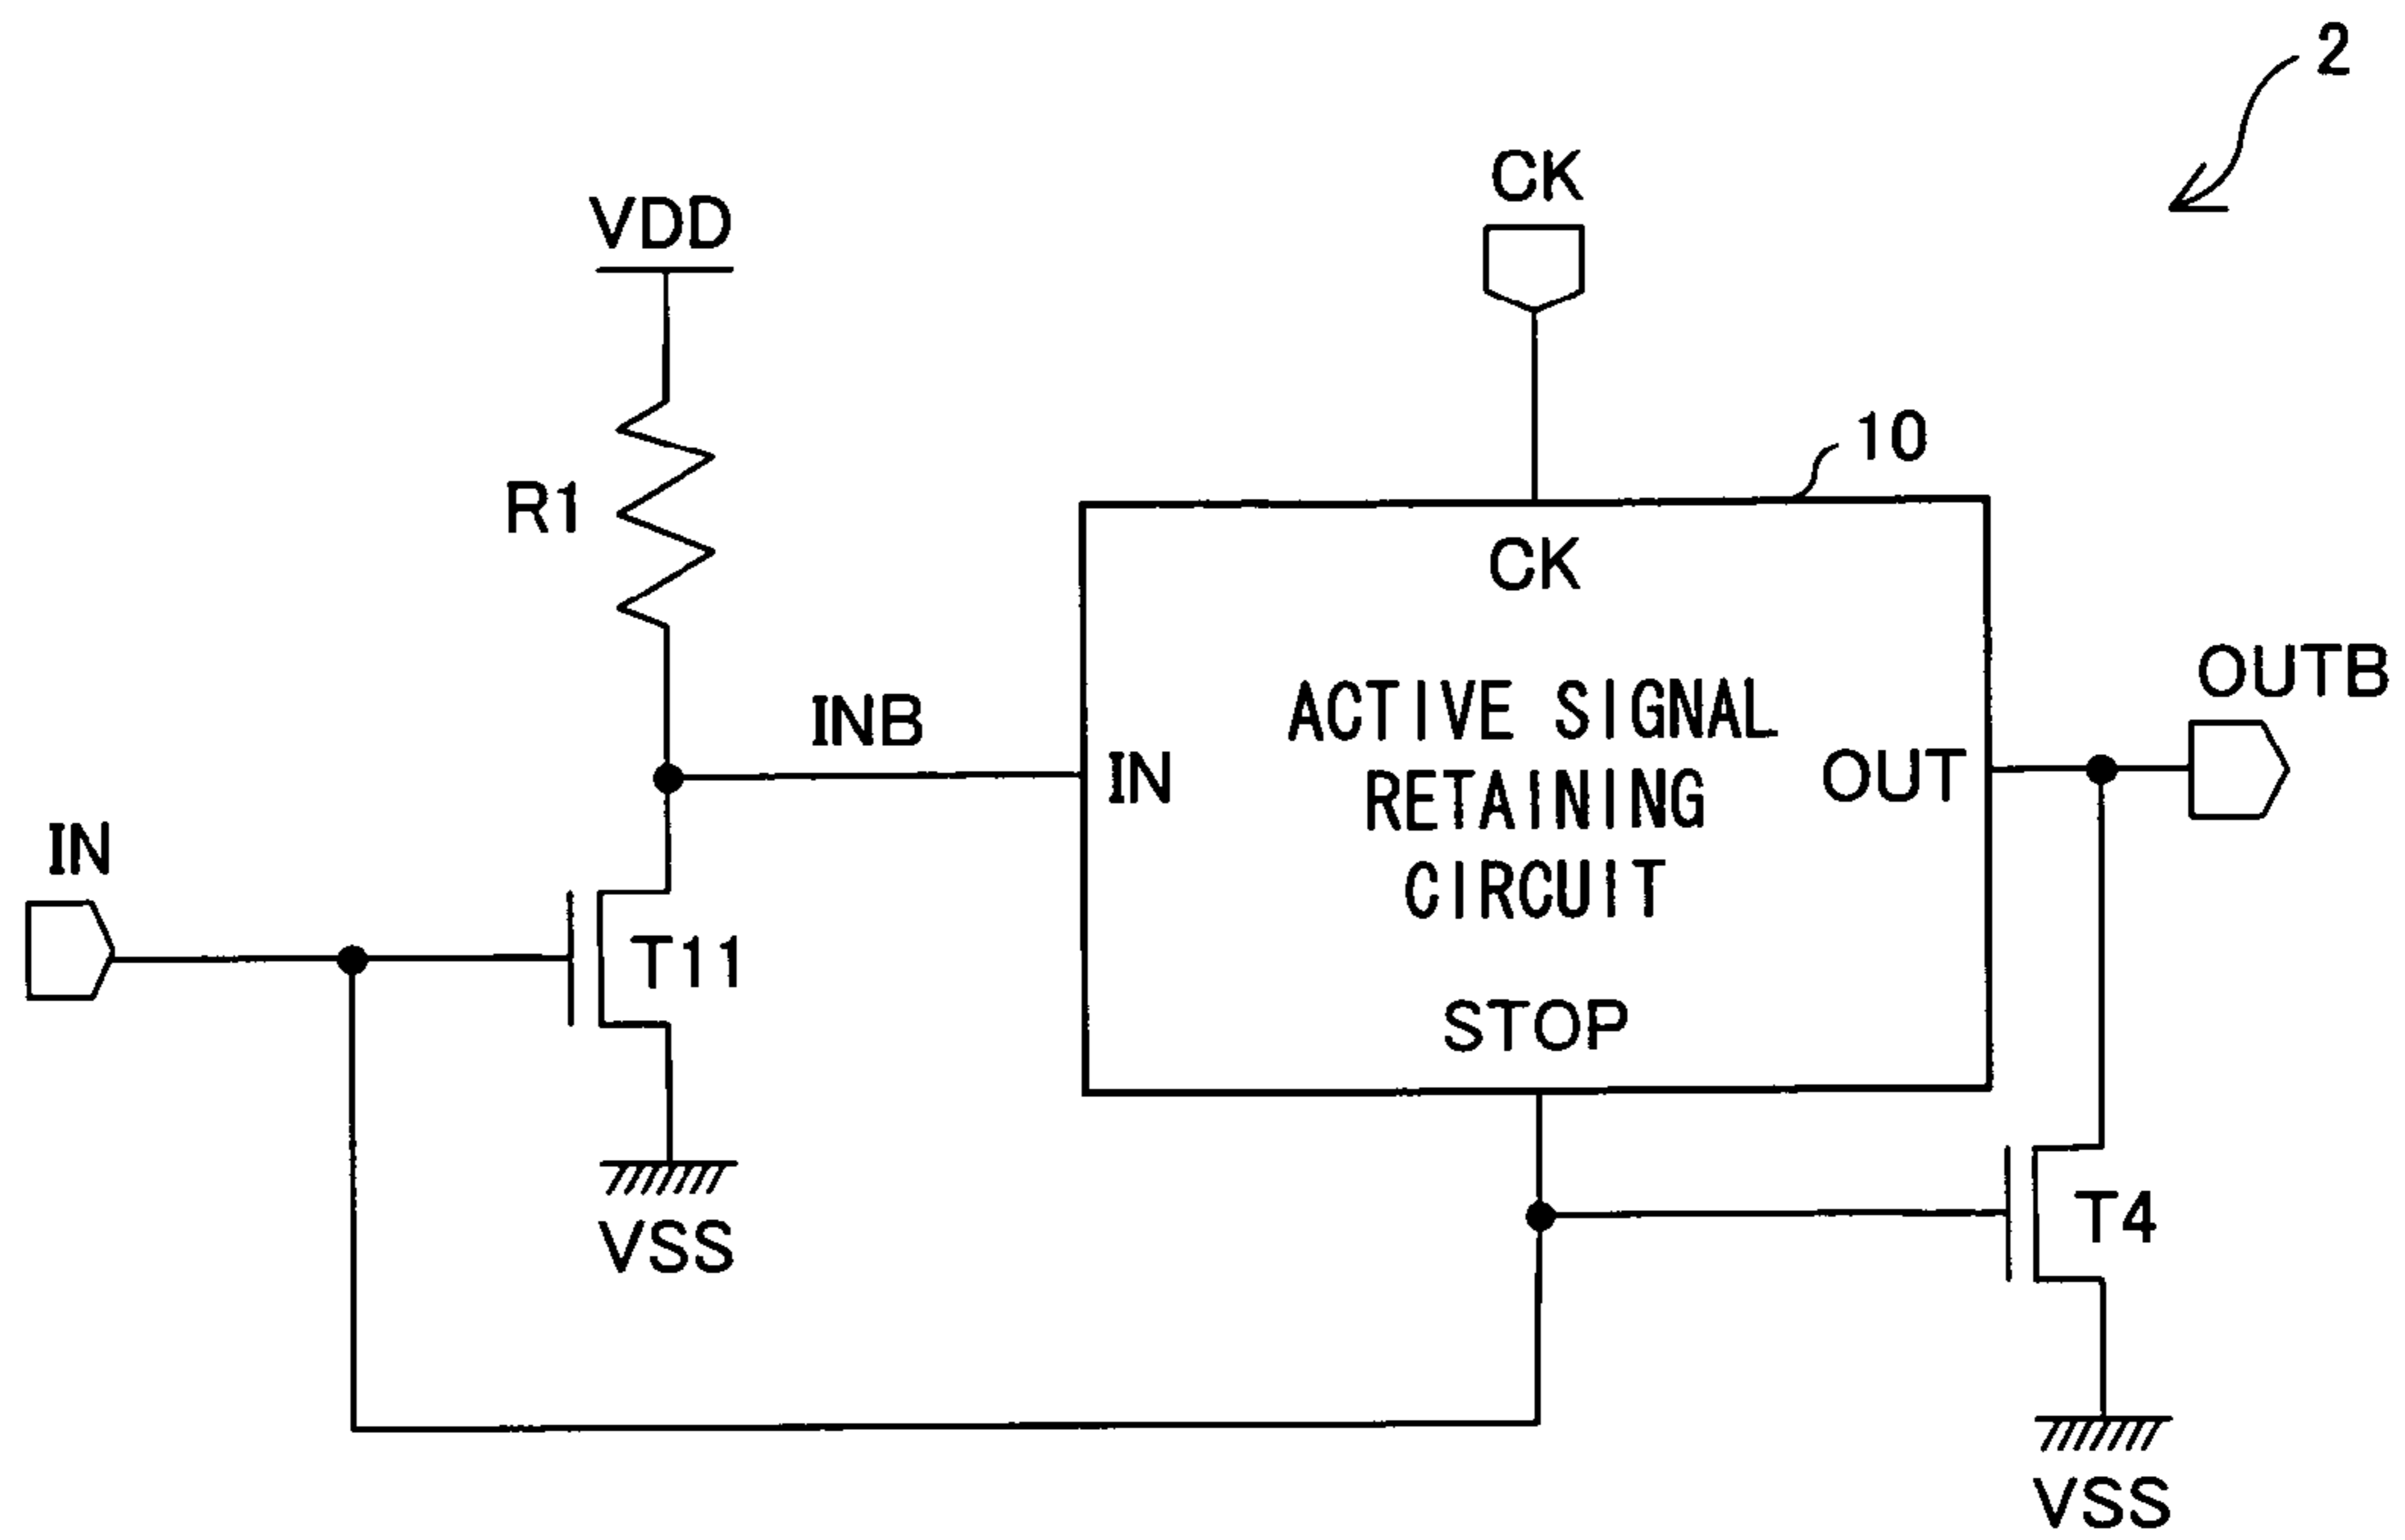 2
CK
VDD
10
R1
CK
OUTB
INB
ACTIVE SIGNAL
RETAINING
CIRCUIT
IN
OUT
IN
T11
STOP
T4
VSS
VSS